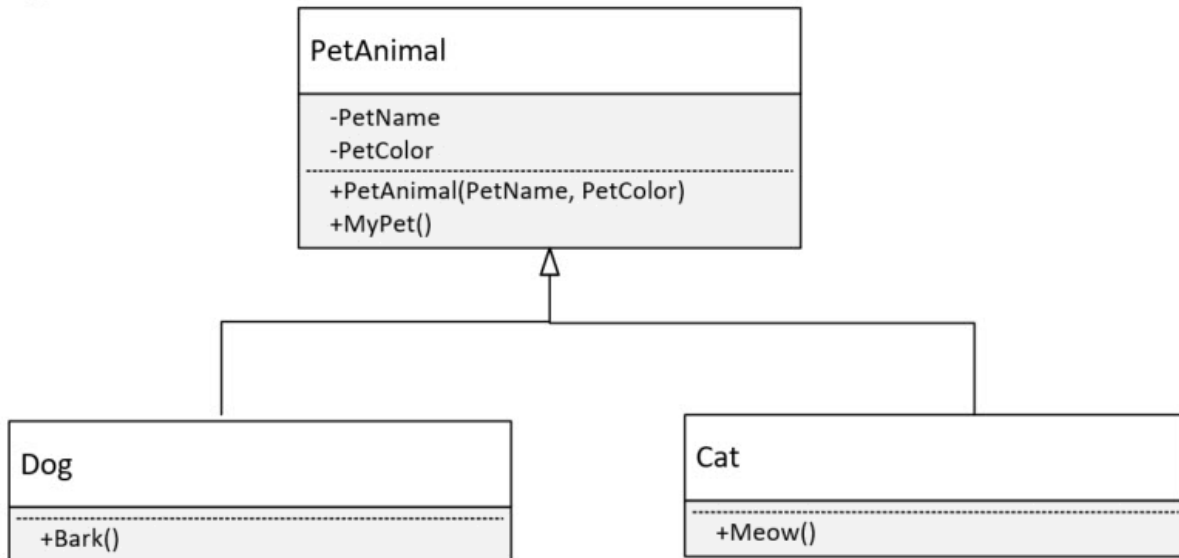 PetAnimal
-PetName
-PetColor
+PetAnimal(PetName, PetColor)
+MyPet()
Dog
+Bark()
Cat
+Meow()